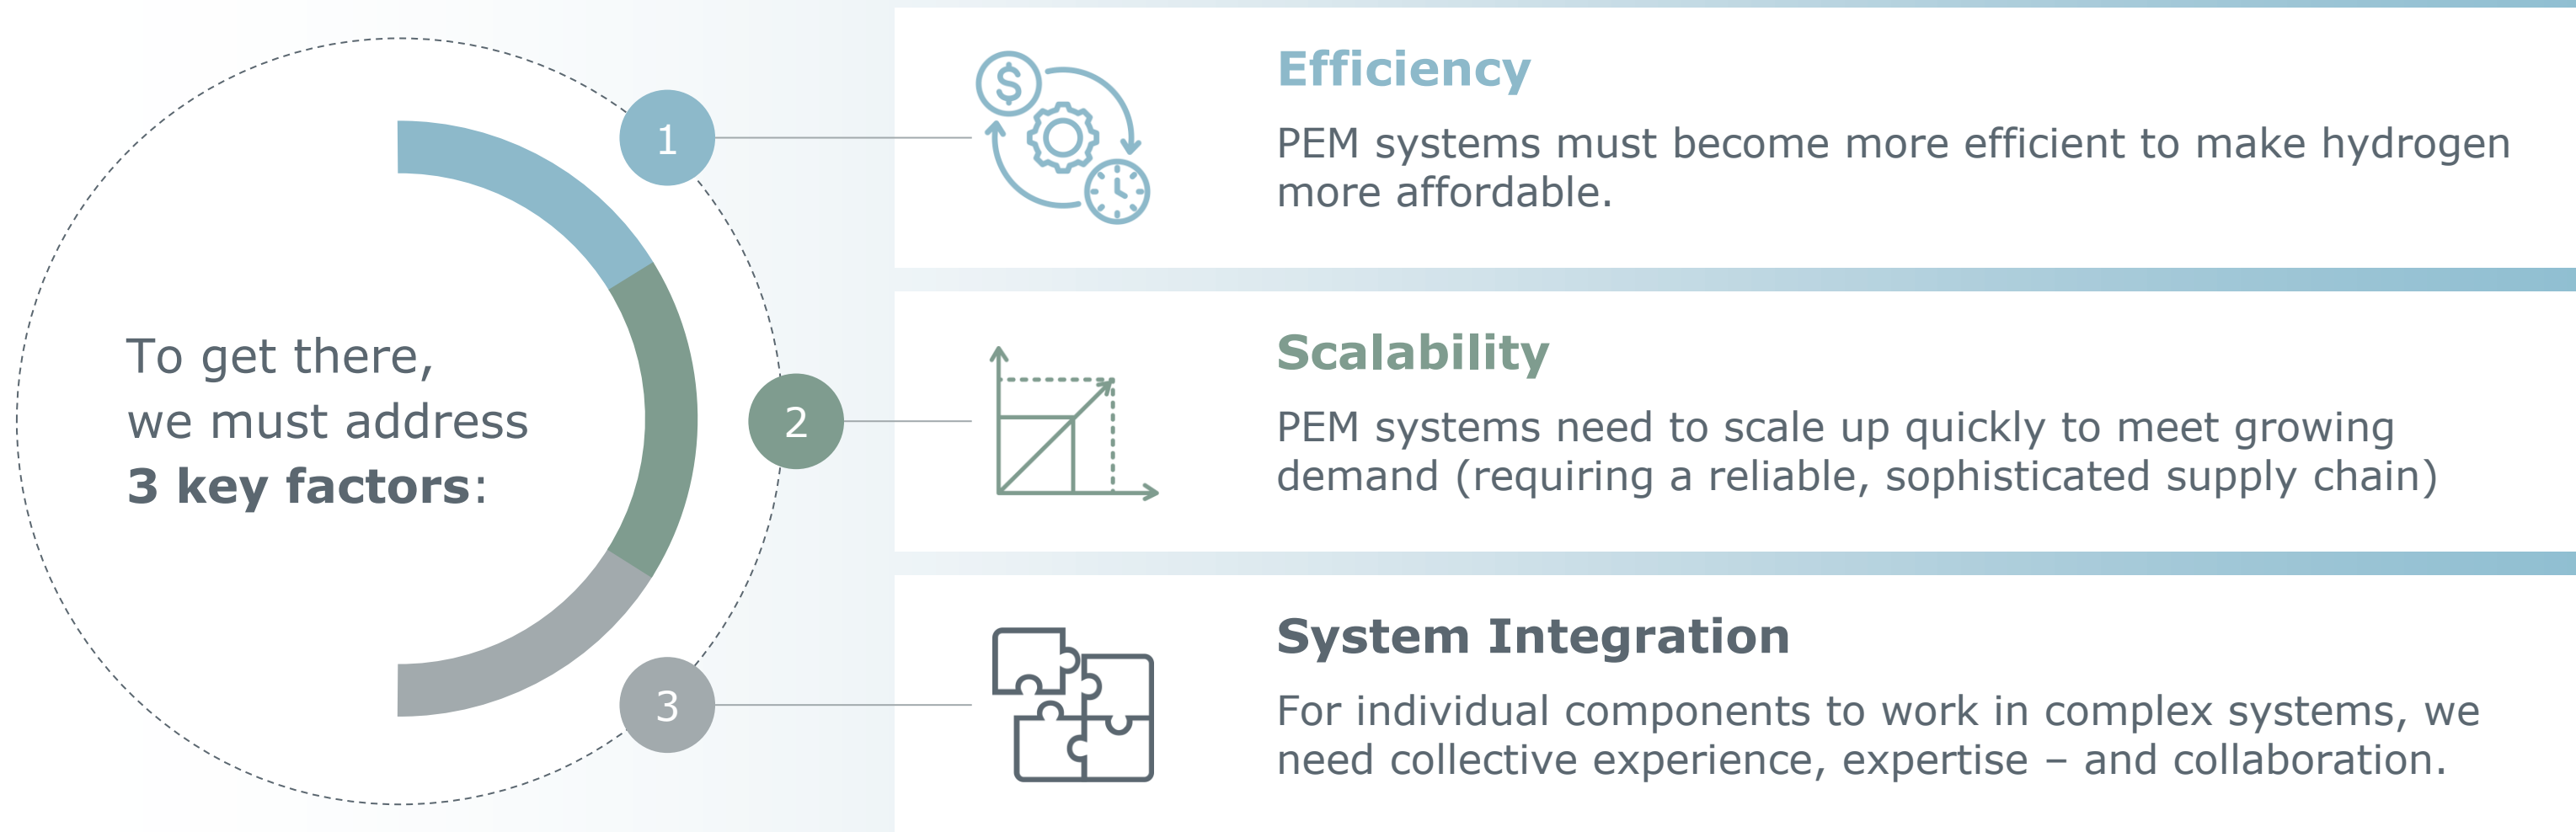 To get there,
we must address
3 key factors:
1
Efficiency
PEM systems must become more efficient to make hydrogen
more affordable.
2
Scalability
PEM systems need to scale up quickly to meet growing
demand (requiring a reliable, sophisticated supply chain)
3
System Integration
For individual components to work in complex systems, we
need collective experience, expertise – and collaboration.
$